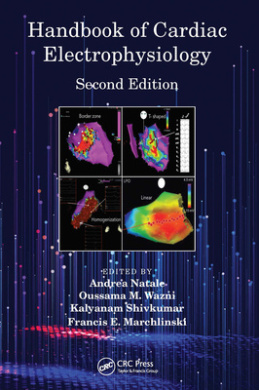 Handbook of Cardiac
Electrophysiology
Second Edition
Border zone
T-shaped
Homogenization
Linear
EDITED BY
Andrea Natale
Oussama M. Wazni
Kalyanam Shivkumar
Francis E. Marchlinski
CRC Press
Taylor & Francis Group